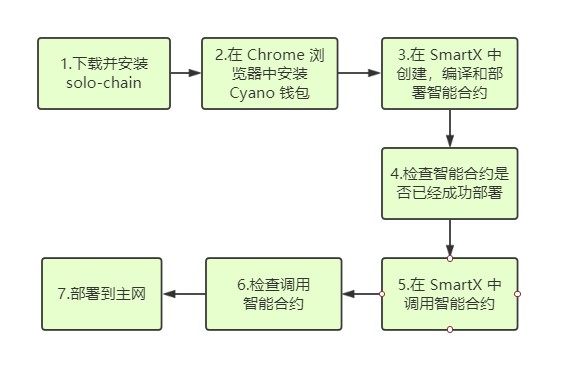 1.下载并安装
solo-chain
2.在 Chrome 浏
览器中安装
Cyano 钱包
3.在 SmartX 中
创建，编译和部
署智能合约
4.检查智能合约是
否已经成功部署
5.在 SmartX 中
调用智能合约
6.检查调用
智能合约
7.部署到主网